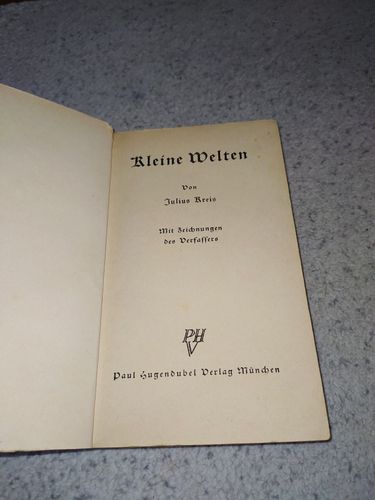 Kleine Welten
Von
Julius Kreis
Mit Zeichnungen
des Verfassers
PHV
Paul Hugendubel Verlag München